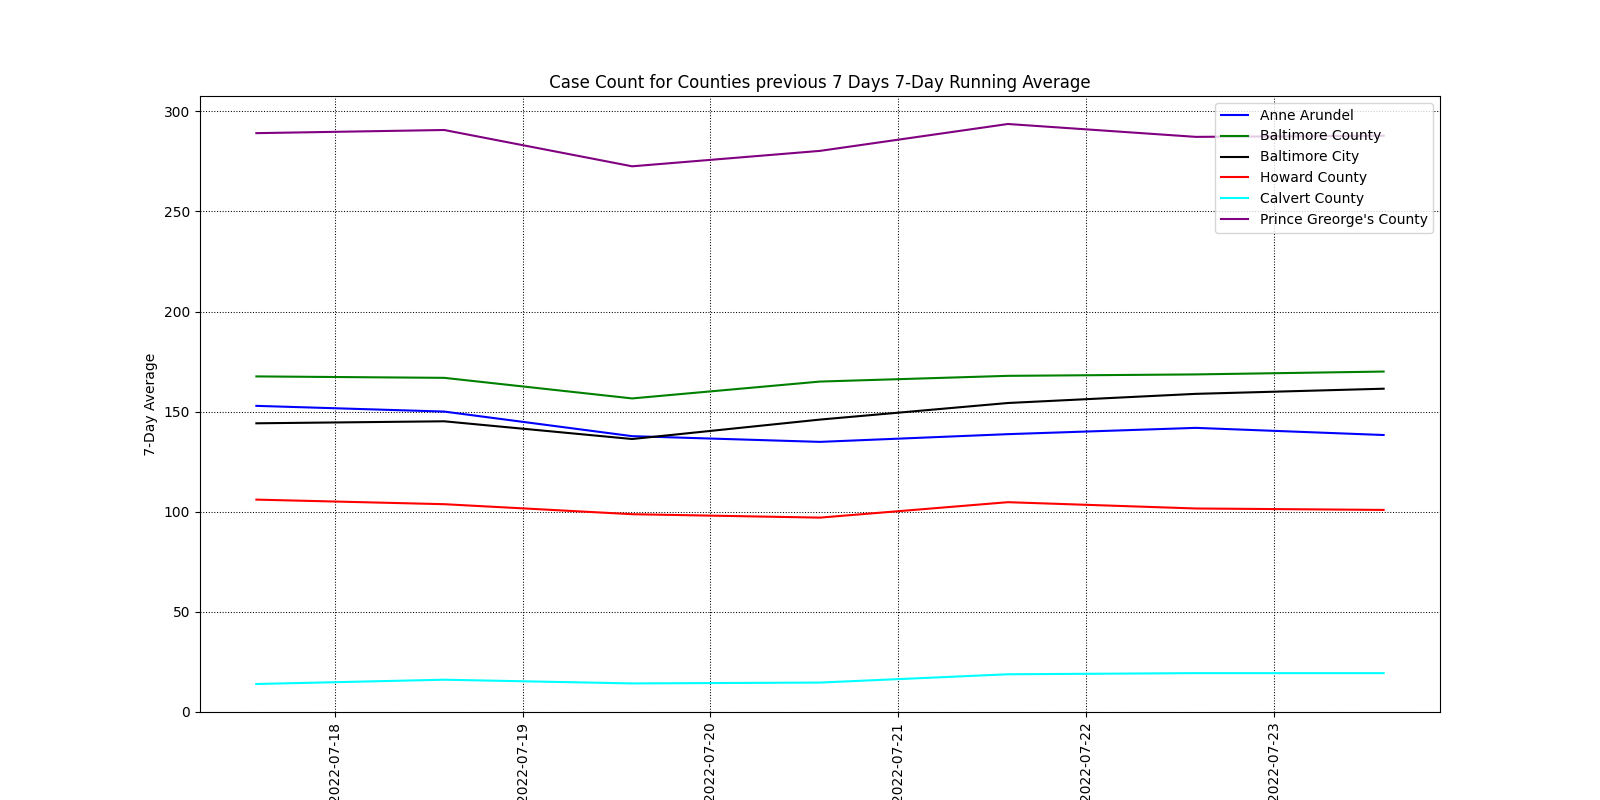 Case Count for Counties previous 7 Days 7-Day Running Average
300
250
200
150
100
50
0
7-Day Average
Anne Arundel
Baltimore County
Baltimore City
Howard County
Calvert County
Prince Greorge's County
2022-07-18
2022-07-19
2022-07-20
2022-07-21
2022-07-22
2022-07-23